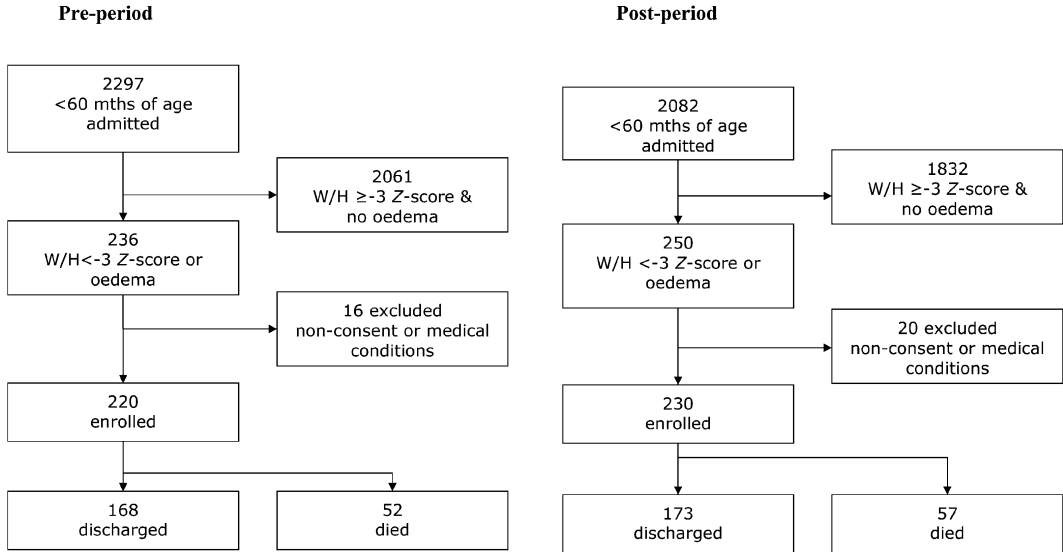 Pre-period
2297
<60 mths of age
admitted
2061
W/H ≥-3 Z-score &
no oedema
236
W/H<-3 Z-score or
oedema
16 excluded
non-consent or medical
conditions
220
enrolled
168
discharged
52
died
Post-period
2082
<60 mths of age
admitted
1832
W/H ≥-3 Z-score &
no oedema
250
W/H <-3 Z-score or
oedema
20 excluded
non-consent or medical
conditions
230
enrolled
173
discharged
57
died